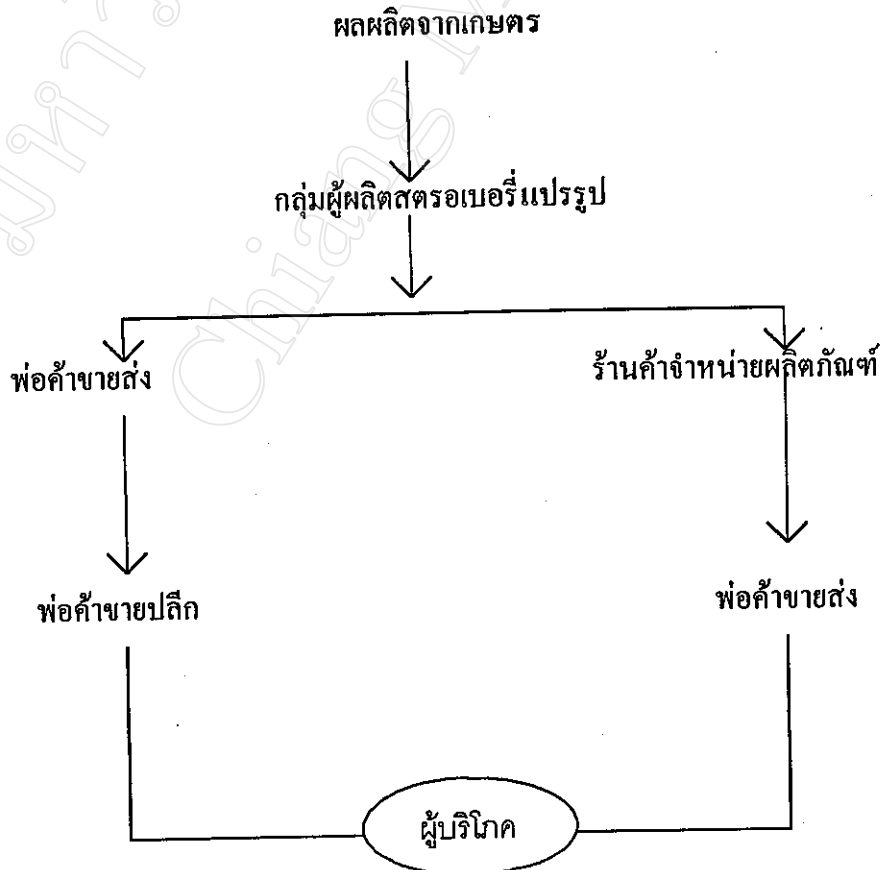 ผลผลิตจากเกษตร
กลุ่มผู้ผลิตสตรอเบอรี่แปรรูป
พ่อค้าขายส่ง
ร้านค้าจำหน่ายผลิตภัณฑ์
พ่อค้าขายปลีก
พ่อค้าขายส่ง
ผู้บริโภค
Chiang M